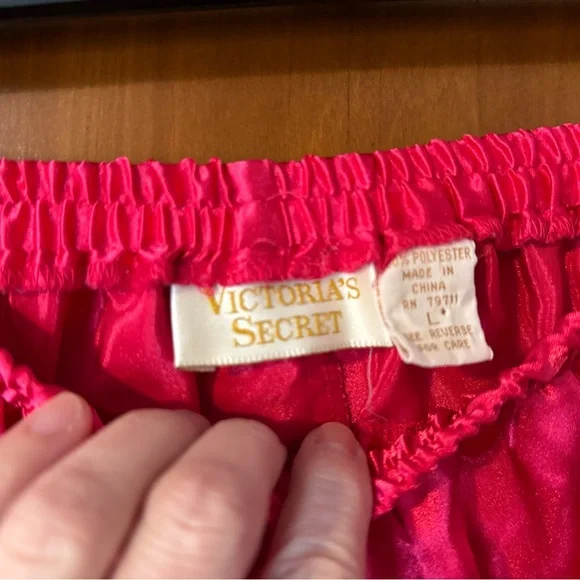 VICTORIA'S
SECRET
% POLYESTER
MADE IN
CHINA
RN 79711
L*
SEE REVERSE
FOR CARE